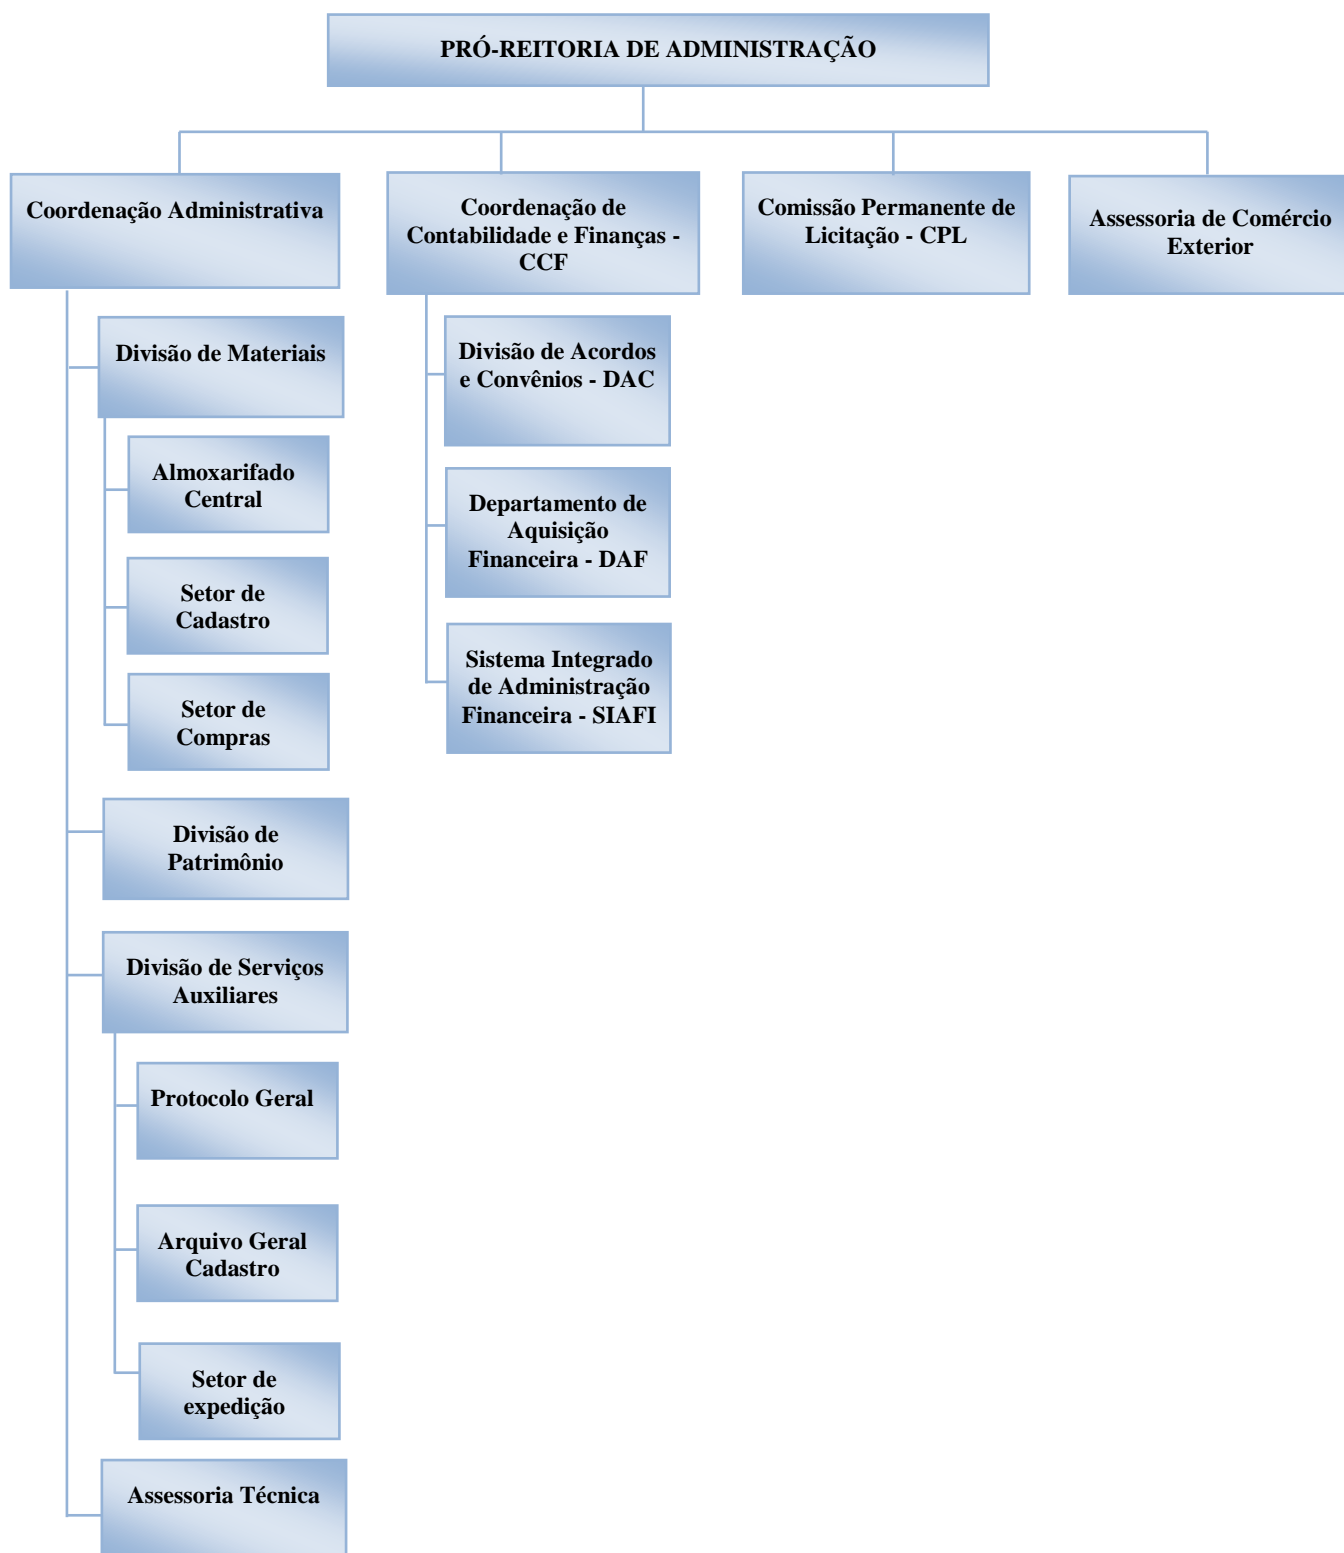 PRÓ-REITORIA DE ADMINISTRAÇÃO
Coordenação Administrativa
Coordenação de
Contabilidade e Finanças -
CCF
Comissão Permanente de
Licitação - CPL
Assessoria de Comércio
Exterior
Divisão de Materiais
Almoxarifado
Central
Setor de
Cadastro
Setor de
Compras
Divisão de
Patrimônio
Divisão de Serviços
Auxiliares
Protocolo Geral
Arquivo Geral
Cadastro
Setor de
expedição
Assessoria Técnica
Divisão de Acordos
e Convênios - DAC
Departamento de
Aquisição
Financeira - DAF
Sistema Integrado
de Administração
Financeira - SIAFI